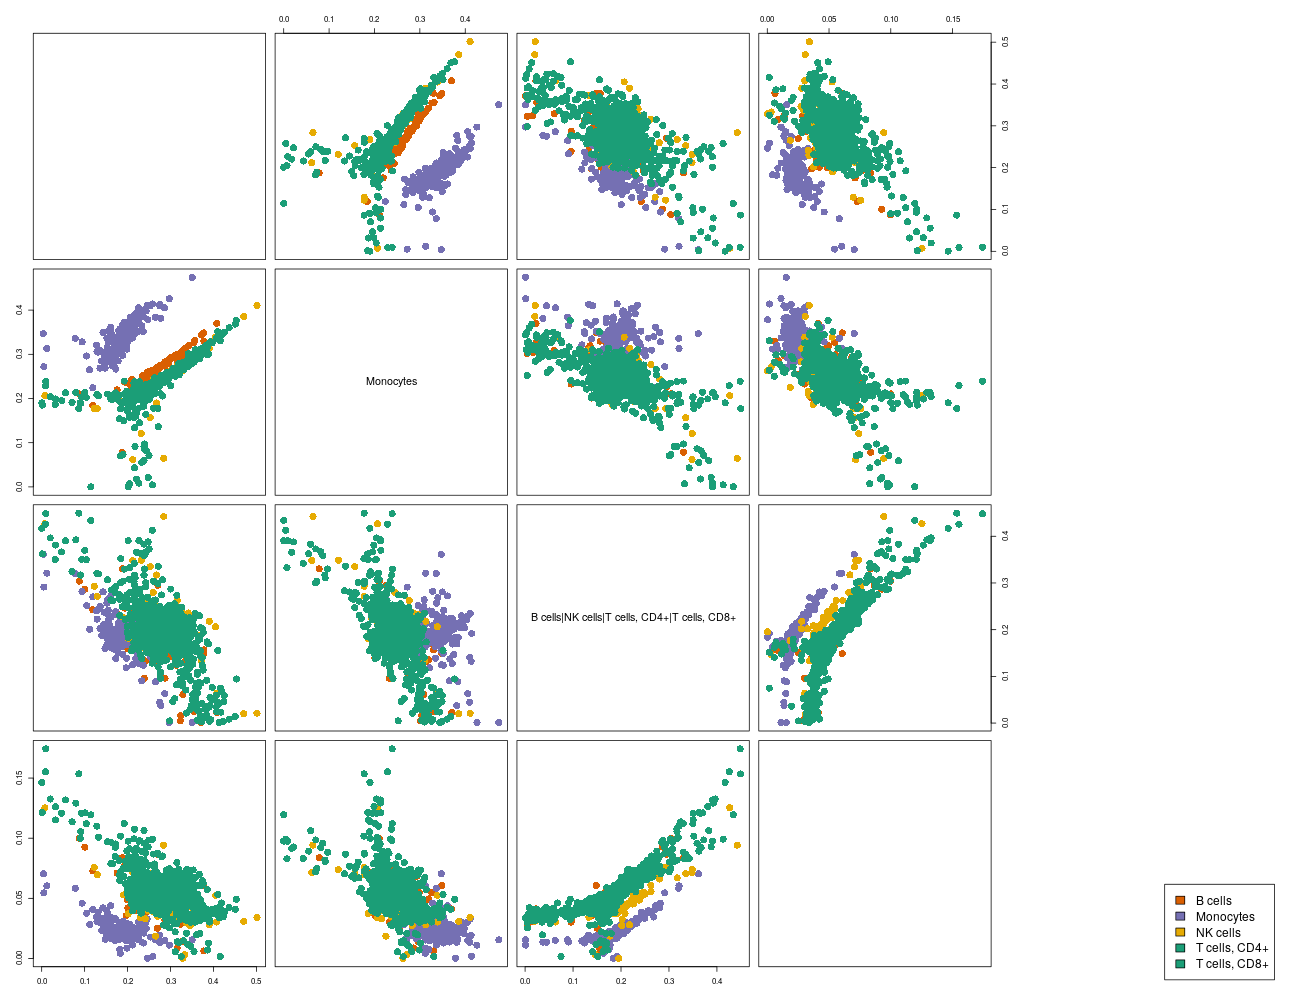 0.0 0.1 0.2 0.3 0.4 0.00 0.05 0.10 0.15
0.0 0.1 0.2 0.3 0.4 0.5
Monocytes
0.0 0.1 0.2 0.3 0.4
B cells|NK cells|T cells, CD4+|T cells, CD8+
0.0 0.1 0.2 0.3 0.4
0.00 0.05 0.10 0.15
0.0 0.1 0.2 0.3 0.4 0.5 0.0 0.1 0.2 0.3 0.4
B cells
Monocytes
NK cells
T cells, CD4+
T cells, CD8+